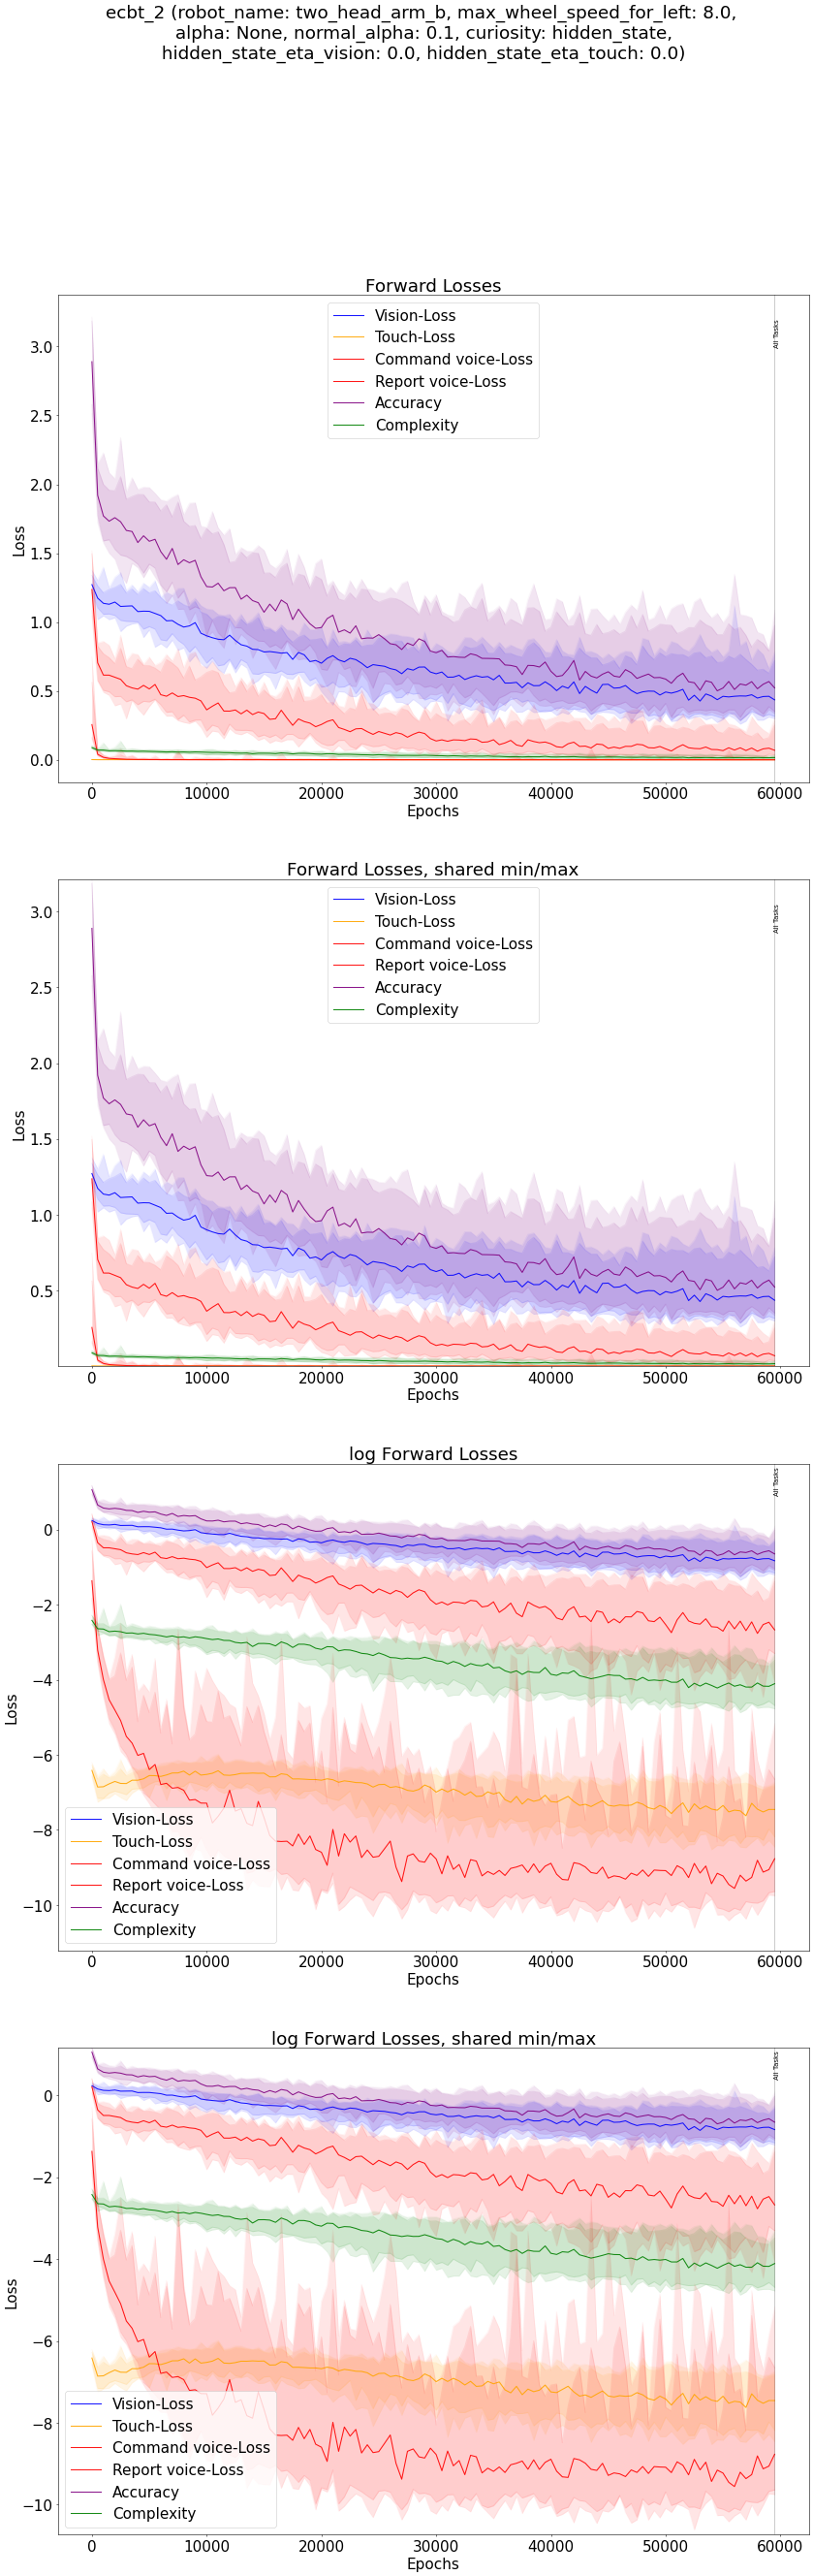 ecbt_2 (robot_name: two_head_arm_b, max_wheel_speed_for_left: 8.0,
alpha: None, normal_alpha: 0.1, curiosity: hidden_state,
hidden_state_eta_vision: 0.0, hidden_state_eta_touch: 0.0)
Forward Losses
Vision-Loss
Touch-Loss
Command voice-Loss
Report voice-Loss
Accuracy
Complexity
All Tasks
3.0
2.5
2.0
1.5
1.0
0.5
0.0
Loss
0 10000 20000 30000 40000 50000 60000
Epochs
Forward Losses, shared min/max
Vision-Loss
Touch-Loss
Command voice-Loss
Report voice-Loss
Accuracy
Complexity
All Tasks
3.0
2.5
2.0
1.5
1.0
0.5
Loss
0 10000 20000 30000 40000 50000 60000
Epochs
log Forward Losses
All Tasks
0
−2
−4
−6
−8
−10
Loss
Vision-Loss
Touch-Loss
Command voice-Loss
Report voice-Loss
Accuracy
Complexity
0 10000 20000 30000 40000 50000 60000
Epochs
log Forward Losses, shared min/max
All Tasks
0
−2
−4
−6
−8
−10
Loss
Vision-Loss
Touch-Loss
Command voice-Loss
Report voice-Loss
Accuracy
Complexity
0 10000 20000 30000 40000 50000 60000
Epochs